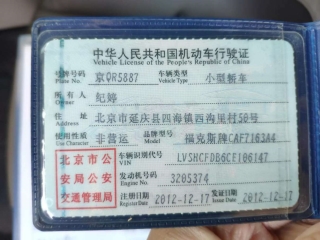 中华人民共和国机动车行驶证
Vehicle License of the People's Republic of China
号牌号码 京QR5887 车辆类型 小型轿车
Plate No. Vehicle Type
所有人 纪婷
Owner
住址 北京市延庆县四海镇四沟里村50号
Address
使用性质 非营运 品牌型号 福克斯牌CAF7163A4
Use Character Model
北京市公安局公安交通管理局
车辆识别代号 LVSHCFDB6CE106147
VIN
发动机号码 3205374
Engine No.
注册日期 2012-12-17 发证日期 2012-12-17
Register Date Issue Date